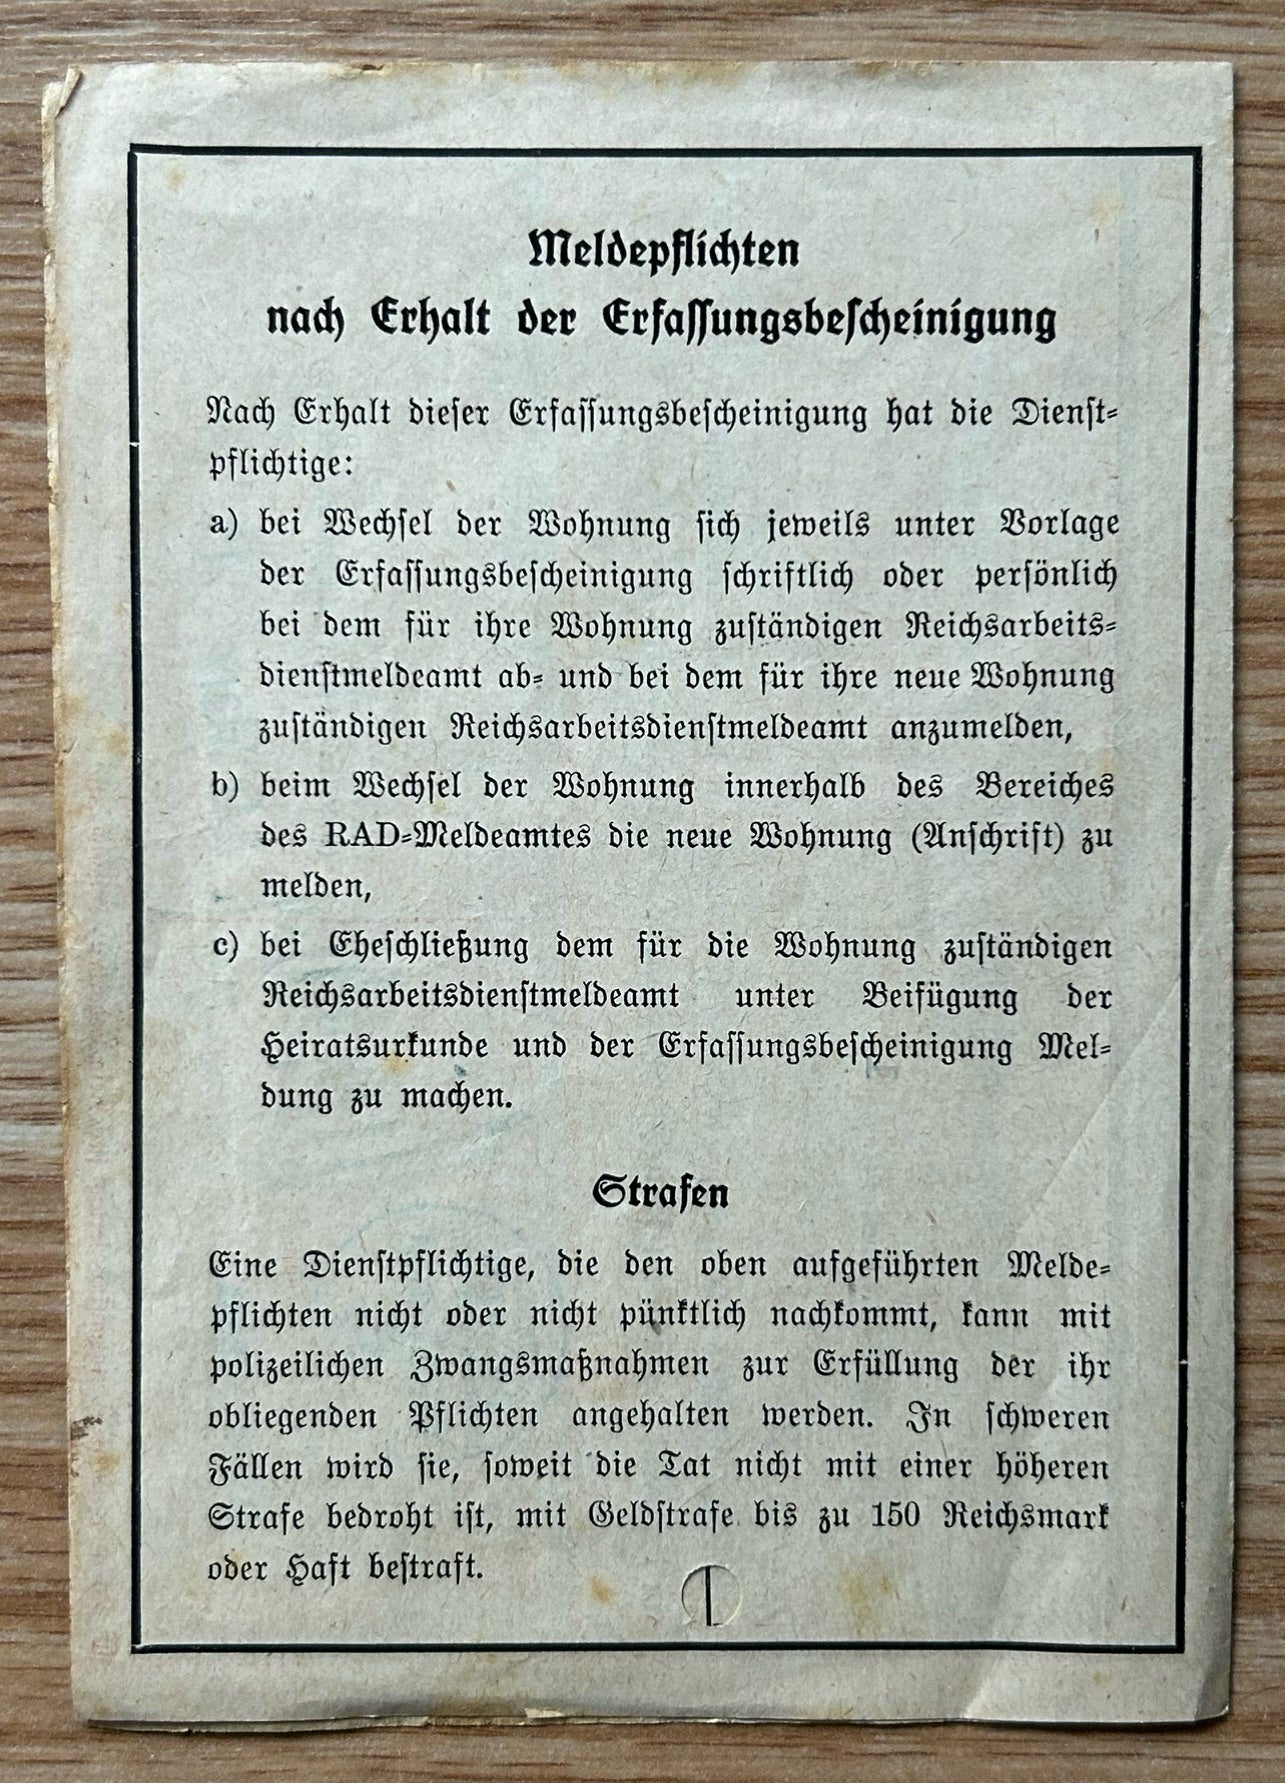 Meldepflichten
nach Erhalt der Erfassungsbescheinigung
Nach Erhalt dieser Erfassungsbescheinigung hat die Dienst-
pflichtige:
a) bei Wechsel der Wohnung sich jeweils unter Vorlage
der Erfassungsbescheinigung schriftlich oder persönlich
bei dem für ihre Wohnung zuständigen Reichsarbeits-
dienstmeldeamt ab- und bei dem für ihre neue Wohnung
zuständigen Reichsarbeitsdienstmeldeamt anzumelden,
b) beim Wechsel der Wohnung innerhalb des Bereiches
des RAD-Meldeamtes die neue Wohnung (Anschrift) zu
melden,
c) bei Eheschließung dem für die Wohnung zuständigen
Reichsarbeitsdienstmeldeamt unter Beifügung der
Heiratsurkunde und der Erfassungsbescheinigung Mel-
dung zu machen.
Strafen
Eine Dienstpflichtige, die den oben aufgeführten Melde-
pflichten nicht oder nicht pünktlich nachkommt, kann mit
polizeilichen Zwangsmaßnahmen zur Erfüllung der ihr
obliegenden Pflichten angehalten werden. In schweren
Fällen wird sie, soweit die Tat nicht mit einer höheren
Strafe bedroht ist, mit Geldstrafe bis zu 150 Reichsmark
oder Haft bestraft.